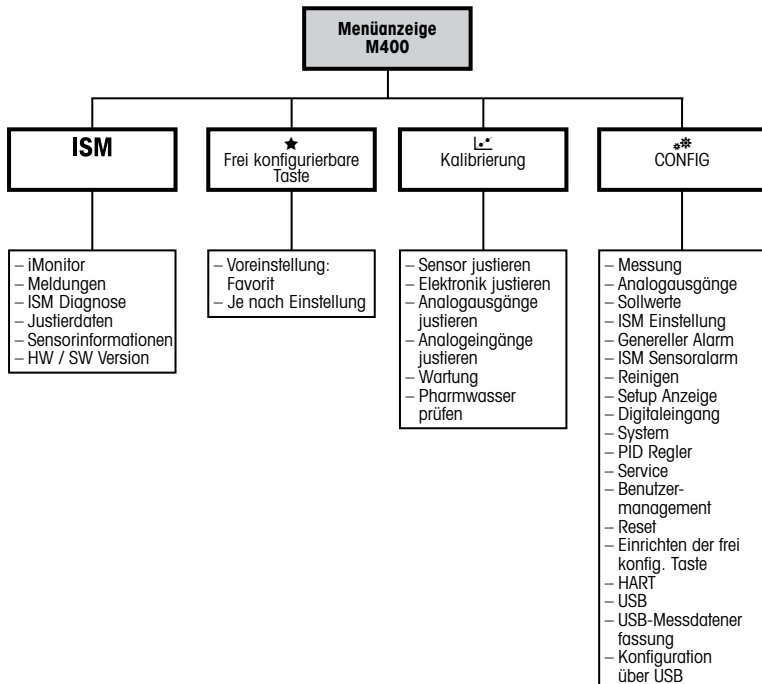 Menüanzeige
M400
ISM
Frei konfigurierbare
Taste
Kalibrierung
CONFIG
– iMonitor
– Meldungen
– ISM Diagnose
– Justierdaten
– Sensorinformationen
– HW / SW Version
– Voreinstellung:
Favorit
– Je nach Einstellung
– Sensor justieren
– Elektronik justieren
– Analogausgänge
justieren
– Analogeingänge
justieren
– Wartung
– Pharmwasser
prüfen
– Messung
– Analogausgänge
– Sollwerte
– ISM Einstellung
– Genereller Alarm
– ISM Sensoralarm
– Reinigen
– Setup Anzeige
– Digitaleingang
– System
– PID Regler
– Service
– Benutzer-
management
– Reset
– Einrichten der frei
konfig. Taste
– HART
– USB
– USB-Messdatener
fassung
– Konfiguration
über USB